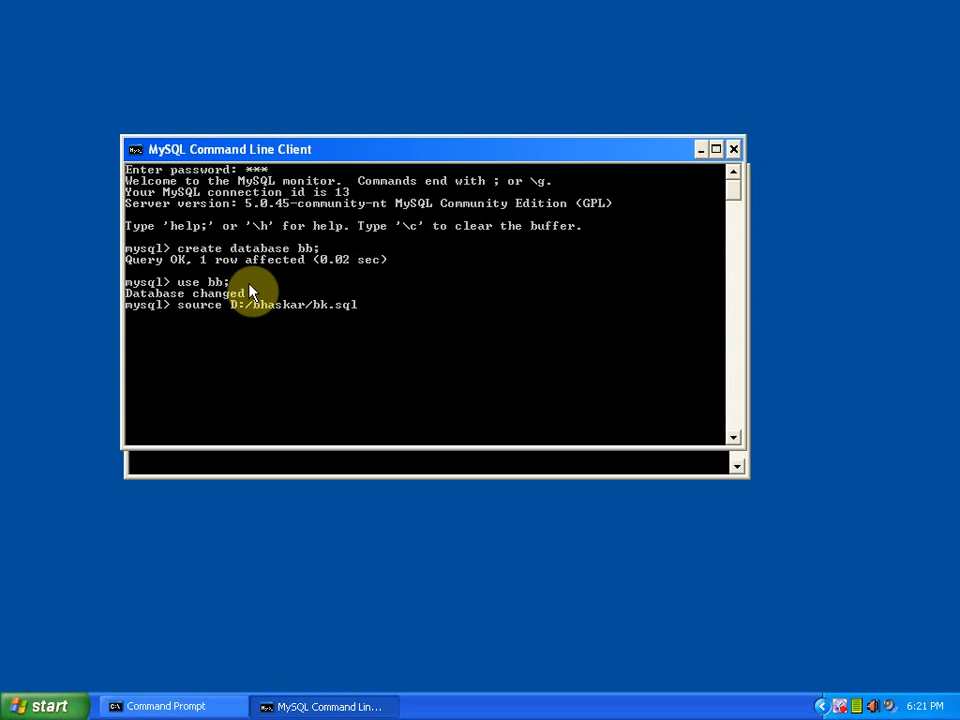 MySQL Command Line Client
Enter password: ***
Welcome to the MySQL monitor.  Commands end with ; or \g.
Your MySQL connection id is 13
Server version: 5.0.45-community-nt MySQL Community Edition (GPL)
Type 'help;' or '\h' for help. Type '\c' to clear the buffer.
mysql> create database bb;
Query OK, 1 row affected (0.02 sec)
mysql> use bb;
Database changed
mysql> source D:/bhaskar/bk.sql
start
Command Prompt
MySQL Command Lin...
6:21 PM